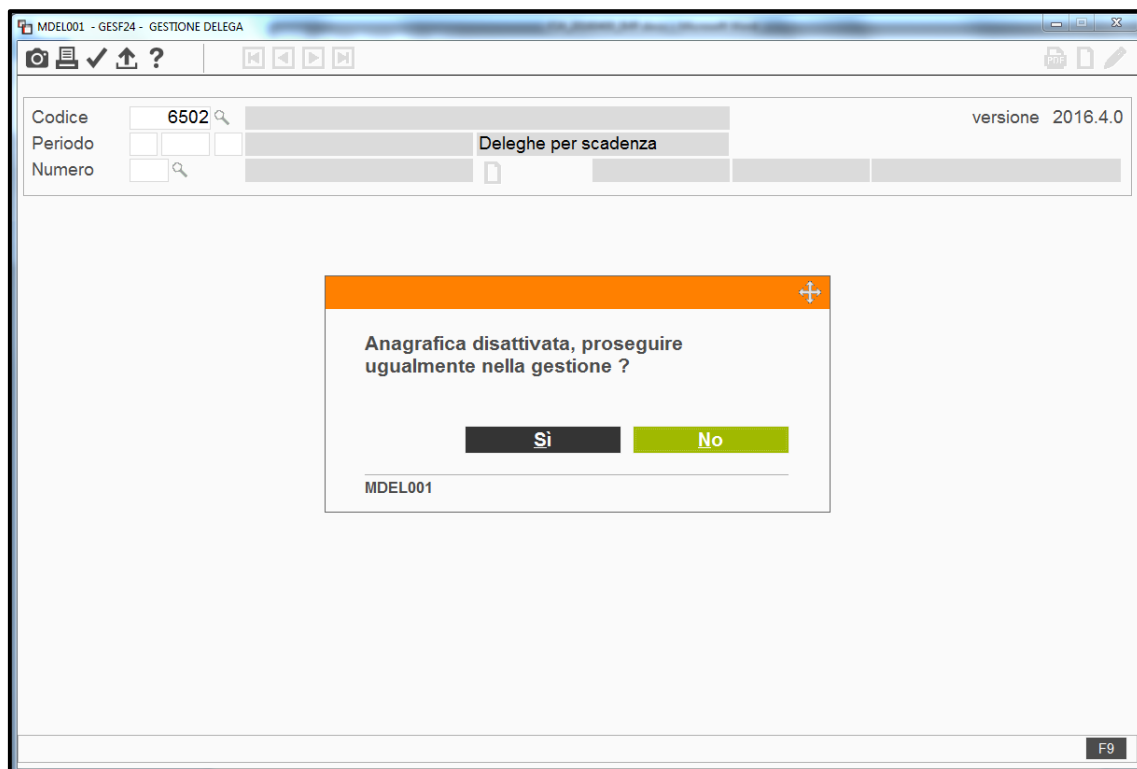 MDEL001 - GESF24 - GESTIONE DELEGA
?
PDF
Codice 6502 versione 2016.4.0
Periodo Deleghe per scadenza
Numero
Anagrafica disattivata, proseguire
ugualmente nella gestione ?
Sì No
MDEL001
F9